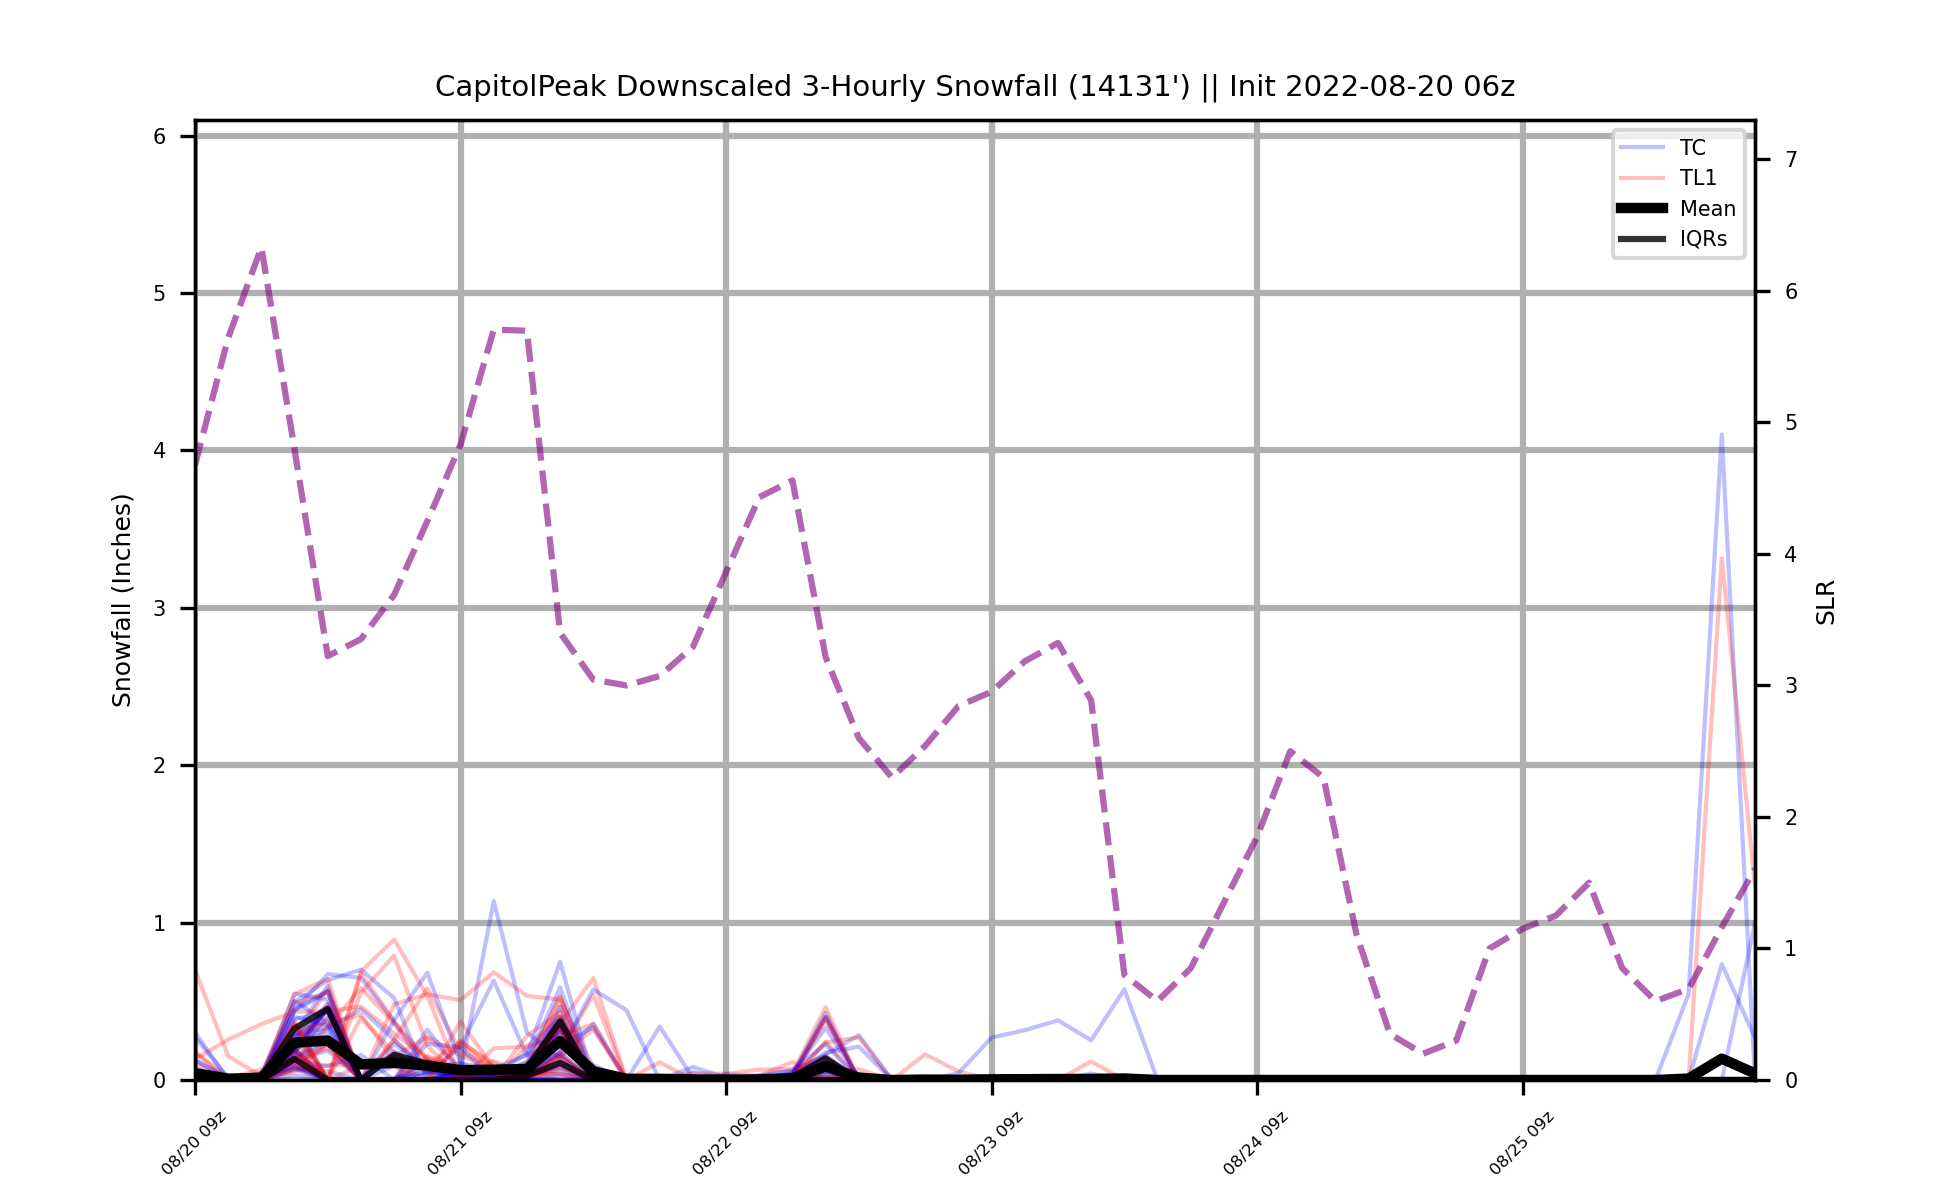 CapitolPeak Downscaled 3-Hourly Snowfall (14131') || Init 2022-08-20 06z
TC
TL1
Mean
IQRs
6
5
4
3
2
1
0
Snowfall (Inches)
7
6
5
4
3
2
1
0
SLR
08/20 09z
08/21 09z
08/22 09z
08/23 09z
08/24 09z
08/25 09z